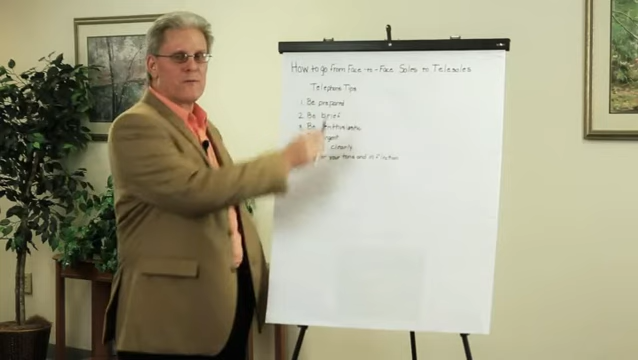 How to go from Face-to-Face Sales to Telesales
Telephone Tips
1. Be prepared
2. Be brief
3. Be
clearly
your tone and inflection